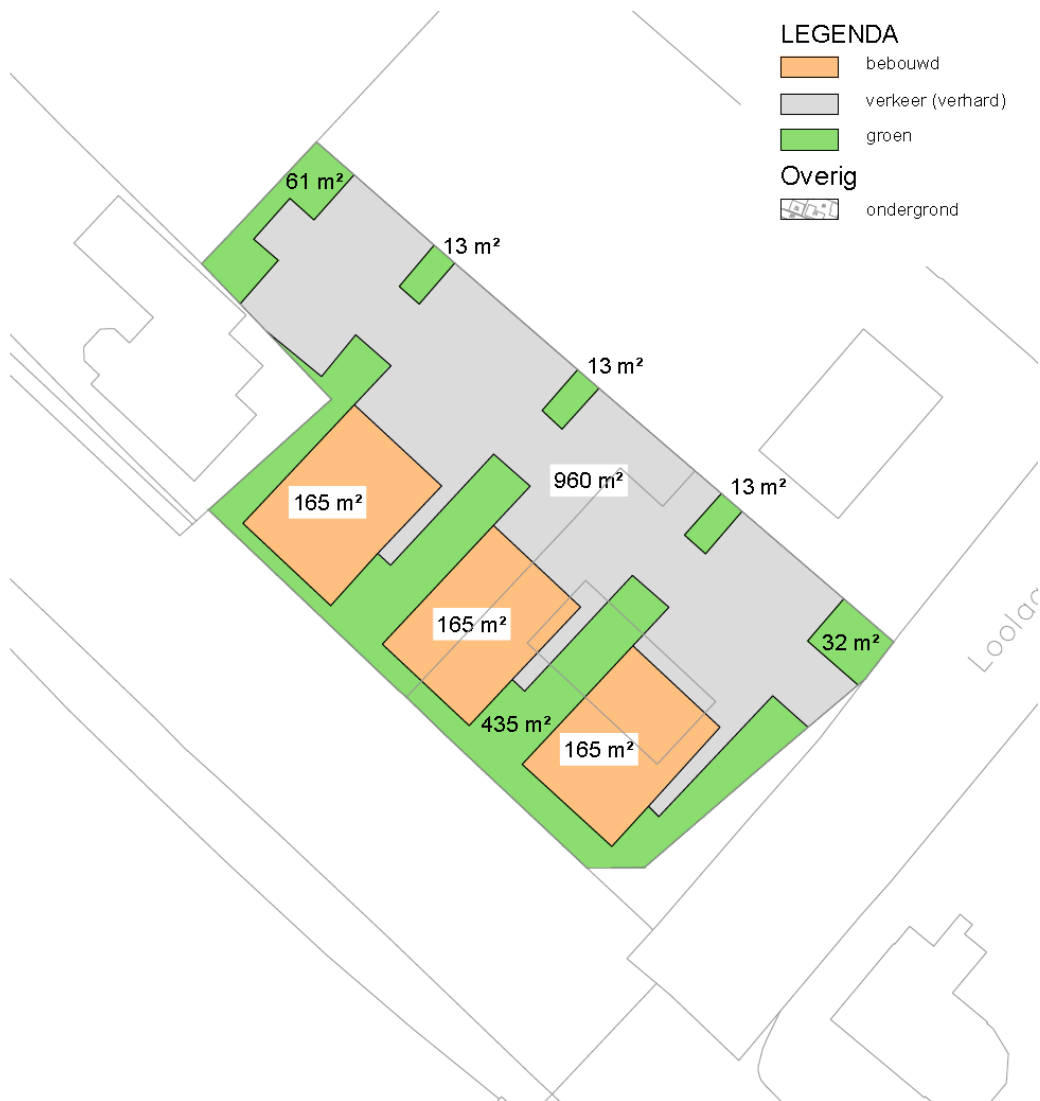 LEGENDA
bebouwd
verkeer (verhard)
groen
Overig
ondergrond
61 m²
13 m²
13 m²
960 m²
13 m²
165 m²
165 m²
32 m²
435 m²
165 m²